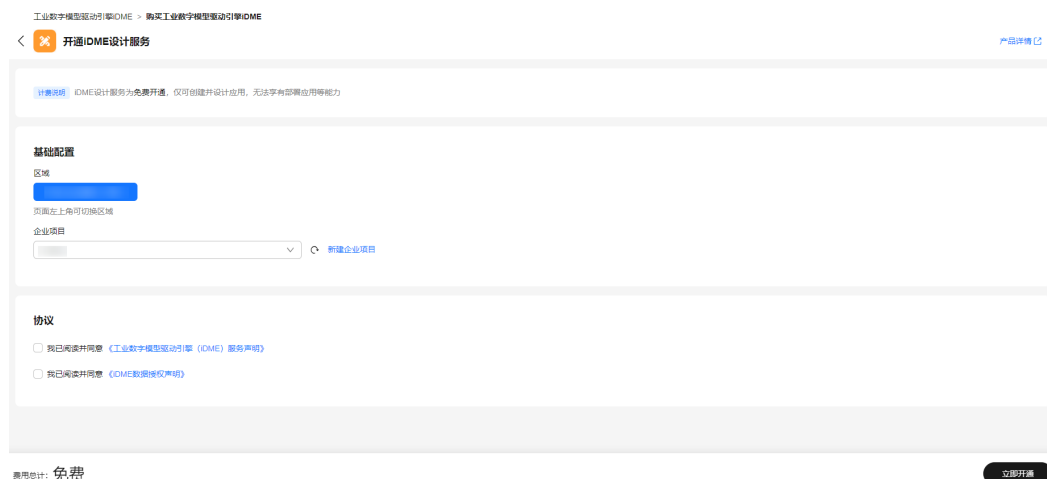 工业数字模型驱动引擎iDME > 购买工业数字模型驱动引擎iDME
开通iDME设计服务
产品详情
计费说明 iDME设计服务为免费开通，仅可创建并设计应用，无法享有部署应用等能力
基础配置
区域
页面左上角可切换区域
企业项目
新建企业项目
协议
我已阅读并同意《工业数字模型驱动引擎（iDME）服务声明》
我已阅读并同意《iDME数据授权声明》
费用总计: 免费
立即开通